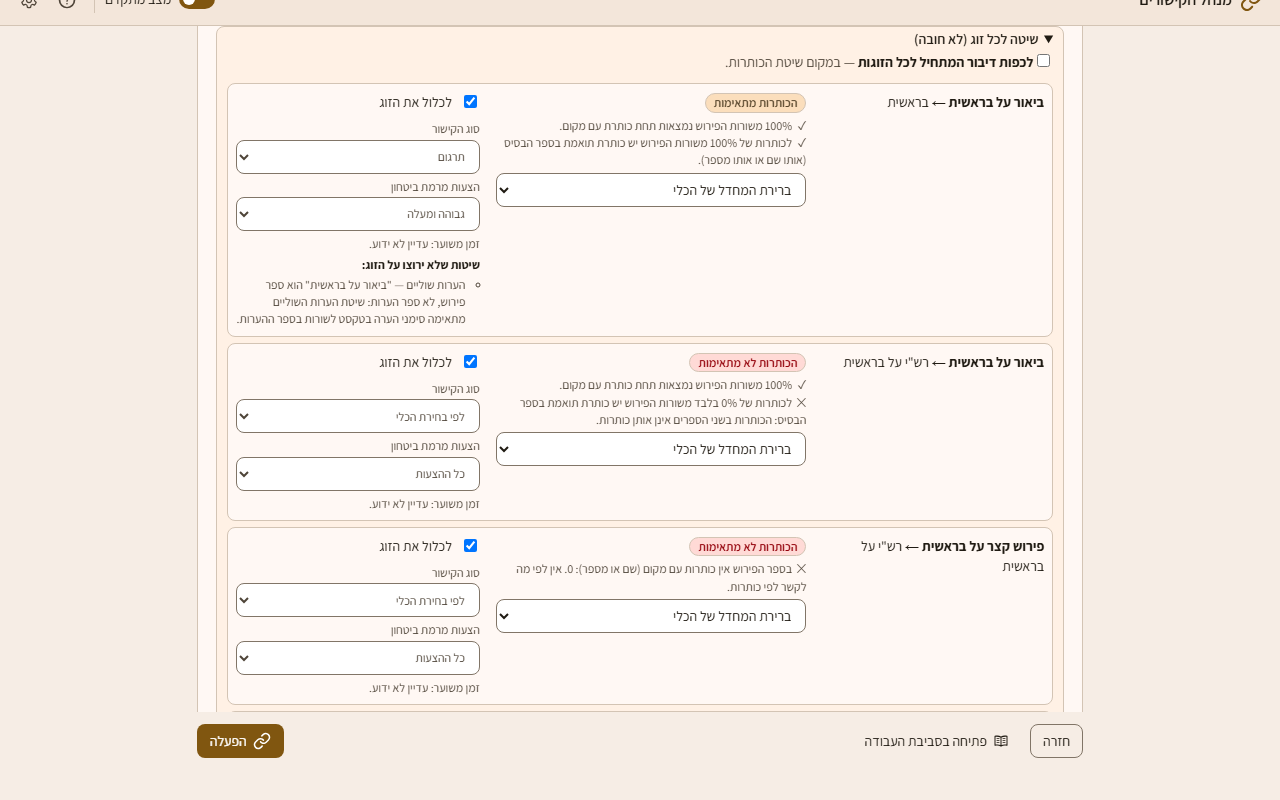 מנהל הקישורים
מצב מתקדם
▼ שיטה לכל זוג (לא חובה)
לכפות דיבור המתחיל לכל הזוגות — במקום שיטת הכותרות.
ביאור על בראשית ← בראשית
הכותרות מתאימות
✓ 100% משורות הפירוש נמצאות תחת כותרת עם מקום.
✓ לכותרות של 100% משורות הפירוש יש כותרת תואמת בספר הבסיס
(אותו שם או אותו מספר).
ברירת המחדל של הכלי
לכלול את הזוג
סוג הקישור
תרגום
הצעות מרמת ביטחון
גבוהה ומעלה
זמן משוער: עדיין לא ידוע.
שיטות שלא ירוצו על הזוג:
הערות שוליים — "ביאור על בראשית" הוא ספר
פירוש, לא ספר הערות: שיטת הערות השוליים
מתאימה סימני הערה בטקסט לשורות בספר ההערות.
ביאור על בראשית ← רש"י על בראשית
הכותרות לא מתאימות
✓ 100% משורות הפירוש נמצאות תחת כותרת עם מקום.
✕ לכותרות של 0% בלבד משורות הפירוש יש כותרת תואמת בספר
הבסיס: הכותרות בשני הספרים אינן אותן כותרות.
ברירת המחדל של הכלי
לכלול את הזוג
סוג הקישור
לפי בחירת הכלי
הצעות מרמת ביטחון
כל ההצעות
זמן משוער: עדיין לא ידוע.
פירוש קצר על בראשית ← רש"י על
בראשית
הכותרות לא מתאימות
✕ בספר הפירוש אין כותרות עם מקום (שם או מספר): 0. אין לפי מה
לקשר לפי כותרות.
ברירת המחדל של הכלי
לכלול את הזוג
סוג הקישור
לפי בחירת הכלי
הצעות מרמת ביטחון
כל ההצעות
זמן משוער: עדיין לא ידוע.
חזרה
פתיחה בסביבת העבודה
הפעלה